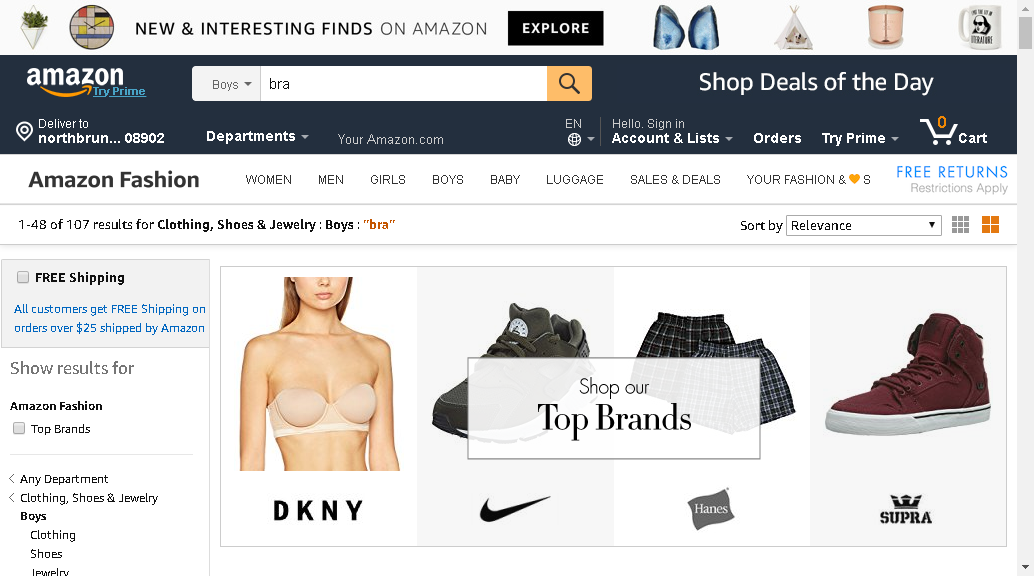 NEW & INTERESTING FINDS ON AMAZON
EXPLORE
amazon
Try Prime
Boys
bra
Shop Deals of the Day
Deliver to
northbrun... 08902
Departments
Your Amazon.com
EN
Hello. Sign in
Account & Lists
Orders
Try Prime
0
Cart
Amazon Fashion
WOMEN
MEN
GIRLS
BOYS
BABY
LUGGAGE
SALES & DEALS
YOUR FASHION & 🧡 S
FREE RETURNS
Restrictions Apply
1-48 of 107 results for Clothing, Shoes & Jewelry : Boys : "bra"
Sort by
Relevance
FREE Shipping
All customers get FREE Shipping on
orders over $25 shipped by Amazon
Show results for
Amazon Fashion
Top Brands
Any Department
Clothing, Shoes & Jewelry
Boys
Clothing
Shoes
Jewelry
Shop our
Top Brands
DKNY
Hanes
SUPRA